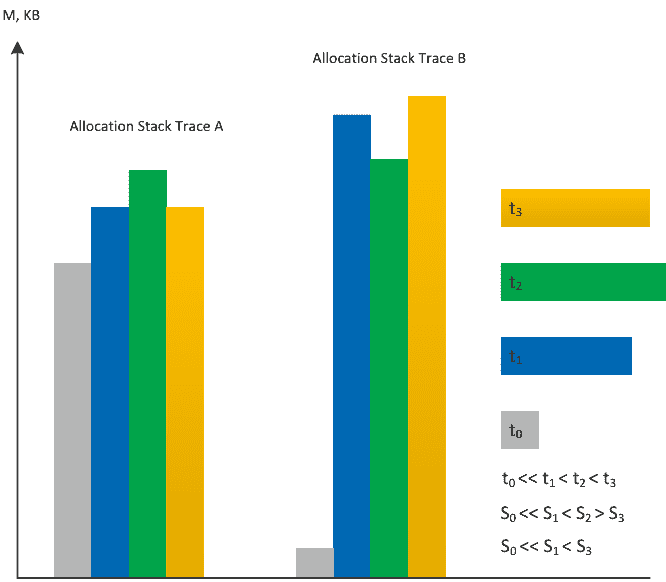 M, KB
Allocation Stack Trace B
Allocation Stack Trace A
t₃
t₂
t₁
t₀
t₀ << t₁ < t₂ < t₃
S₀ << S₁ < S₂ > S₃
S₀ << S₁ < S₃